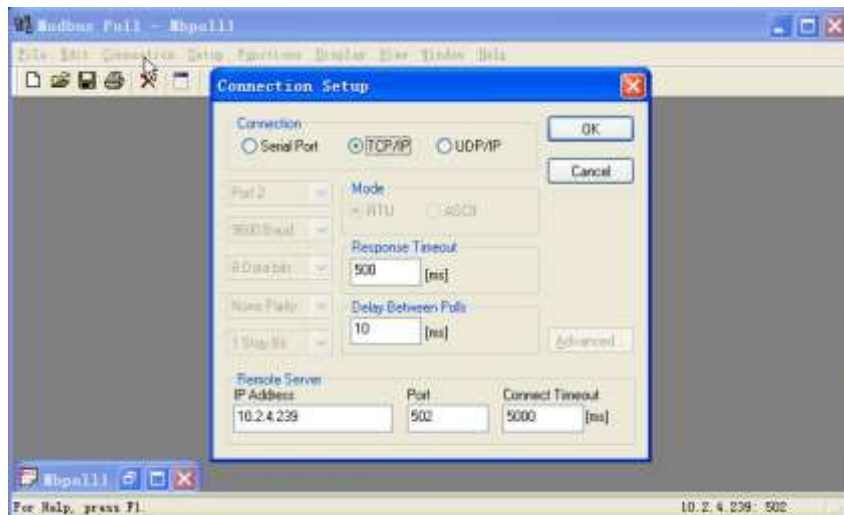 Modbus Poll - Mbpoll1
File Edit Connection Setup Functions Display View Window Help
Connection Setup
Connection
Serial Port TCP/IP UDP/IP
OK
Cancel
Port 2
Mode
RTU ASCII
9600 Baud
Response Timeout
8 Data bits
500 [ms]
None Parity
Delay Between Polls
10 [ms]
1 Stop Bit
Advanced...
Remote Server
IP Address Port Connect Timeout
10.2.4.239 502 5000 [ms]
Mbpoll1
For Help, press F1.
10.2.4.239: 502